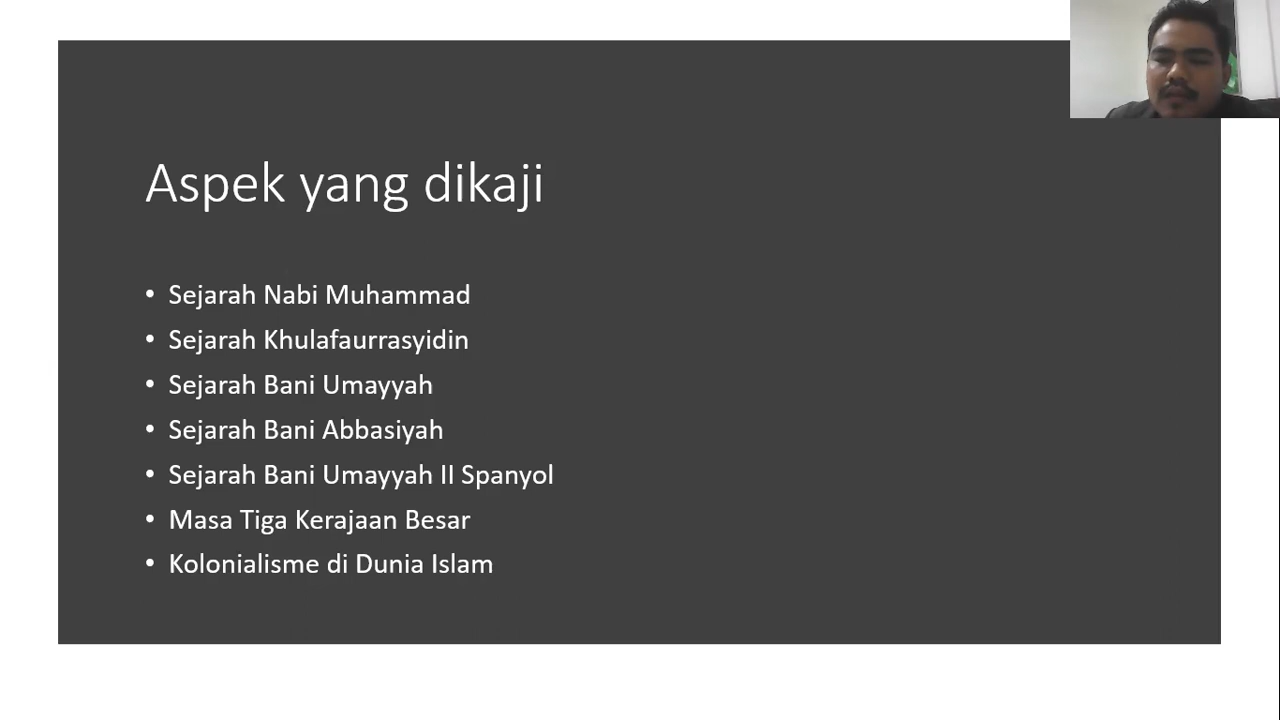 Aspek yang dikaji
• Sejarah Nabi Muhammad
• Sejarah Khulafaurrasyidin
• Sejarah Bani Umayyah
• Sejarah Bani Abbasiyah
• Sejarah Bani Umayyah II Spanyol
• Masa Tiga Kerajaan Besar
• Kolonialisme di Dunia Islam